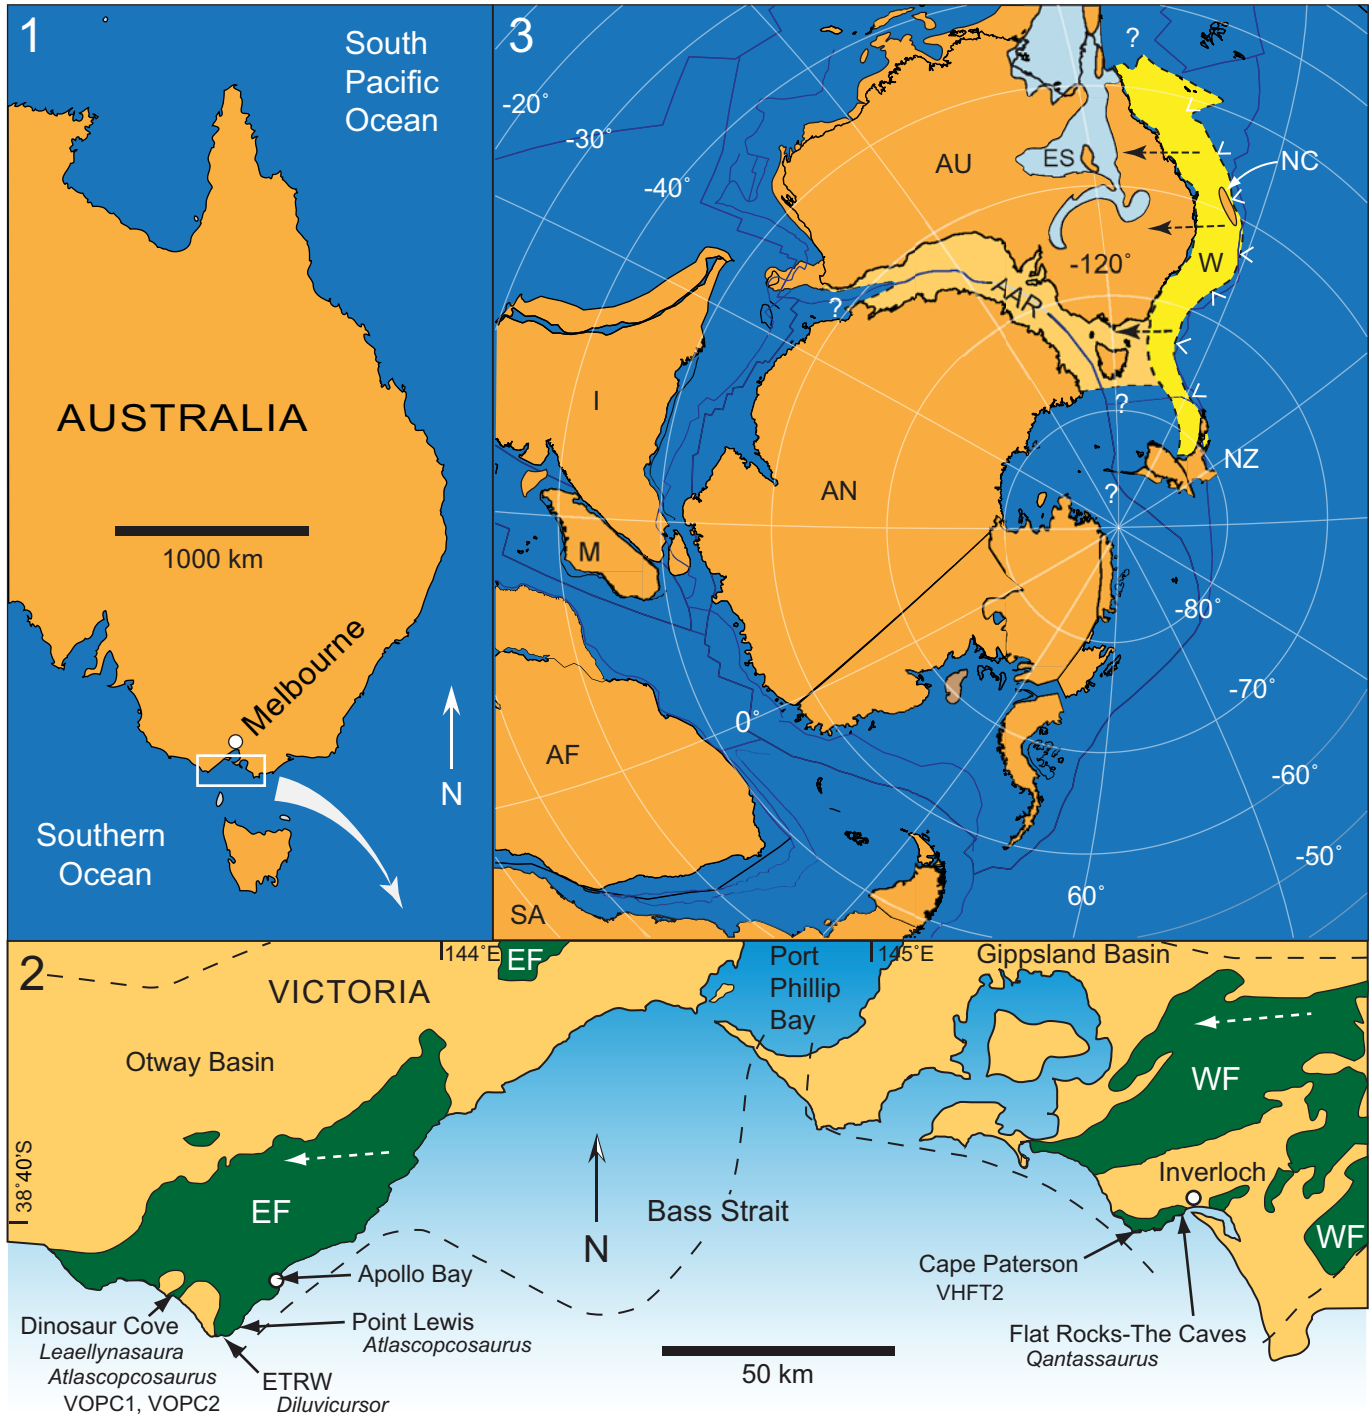 1
South
Pacific
Ocean
AUSTRALIA
1000 km
Melbourne
N
Southern
Ocean
3
?
-20˚
-30˚
-40˚
AU
ES
NC
W
-120˚
AAR
?
I
?
NZ
AN
?
M
-80˚
-70˚
0˚
AF
-60˚
-50˚
60˚
SA
2
VICTORIA
144˚E
EF
Port
Phillip
Bay
145˚E
Gippsland Basin
Otway Basin
WF
38˚40'S
EF
Bass Strait
N
Inverloch
WF
Cape Paterson
VHFT2
Apollo Bay
Dinosaur Cove
Leaellynasaura
Atlascopcosaurus
VOPC1, VOPC2
Point Lewis
Atlascopcosaurus
ETRW
Diluvicursor
Flat Rocks-The Caves
Qantassaurus
50 km